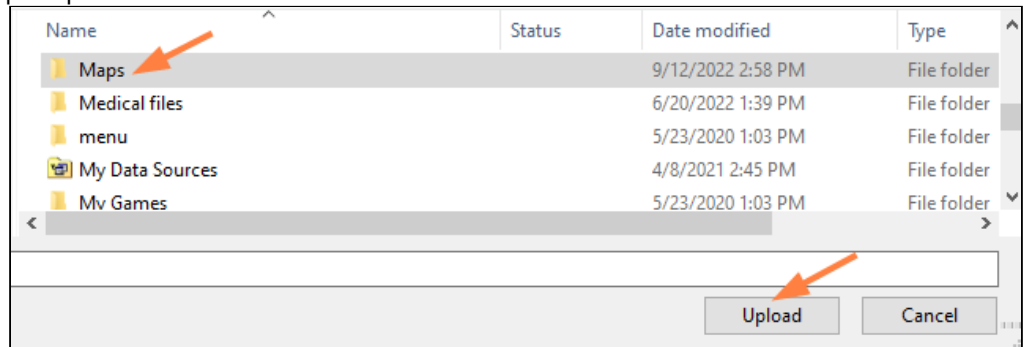 Name Status Date modified Type
Maps 9/12/2022 2:58 PM File folder
Medical files 6/20/2022 1:39 PM File folder
menu 5/23/2020 1:03 PM File folder
My Data Sources 4/8/2021 2:45 PM File folder
My Games 5/23/2020 1:03 PM File folder
Upload Cancel